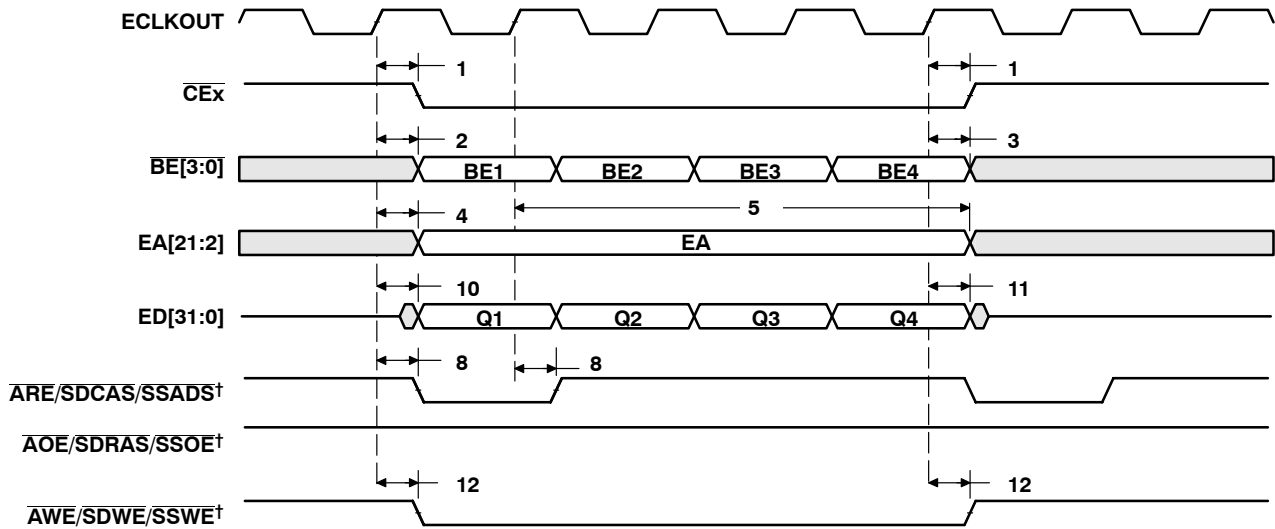 ECLKOUT
1 1
CEx
2 3
BE[3:0] BE1 BE2 BE3 BE4
5
4
EA[21:2] EA
10 11
ED[31:0] Q1 Q2 Q3 Q4
8 8
ARE/SDCAS/SSADS†
AOE/SDRAS/SSOE†
12 12
AWE/SDWE/SSWE†